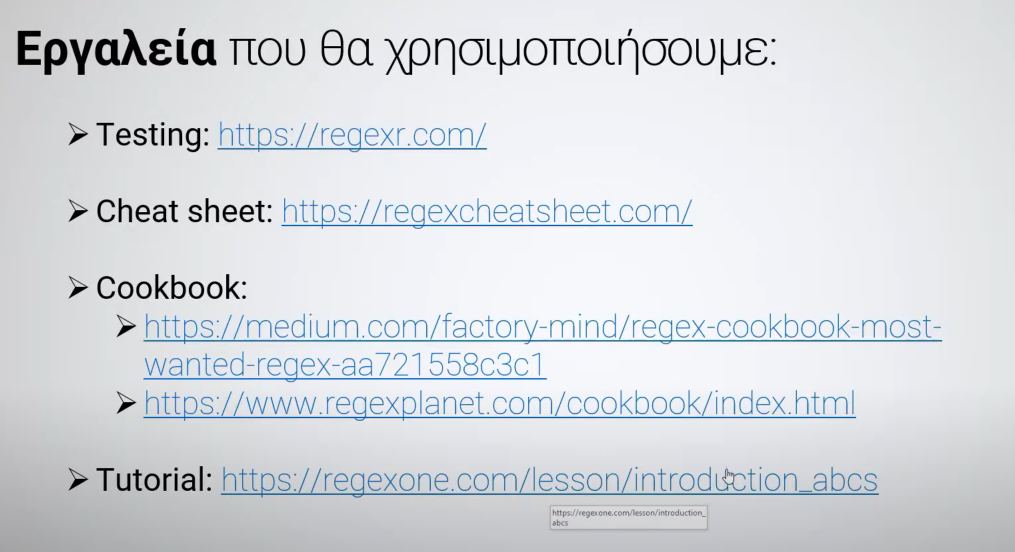 Εργαλεία που θα χρησιμοποιήσουμε:
Testing: https://regexr.com/
Cheat sheet: https://regexcheatsheet.com/
Cookbook:
https://medium.com/factory-mind/regex-cookbook-most-
wanted-regex-aa721558c3c1
https://www.regexplanet.com/cookbook/index.html
Tutorial: https://regexone.com/lesson/introduction_abcs
https://regexone.com/lesson/introduction_
abcs